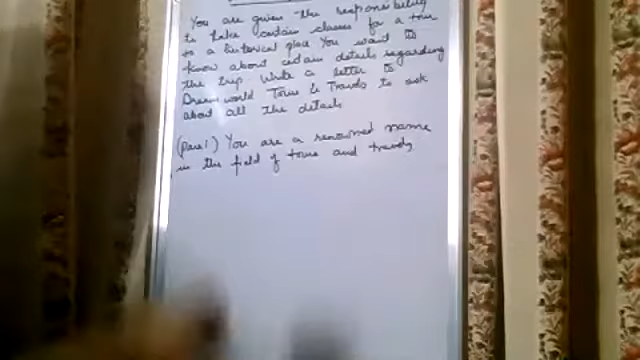 You are given the responsibility
to take certain classes for a tour
to a historical place You want to
know about certain details regarding
the trip Write a letter to
Dreamworld Tours & Travels to ask
about all the details
(Para 1) You are a renowned name
in the field of tours and travels